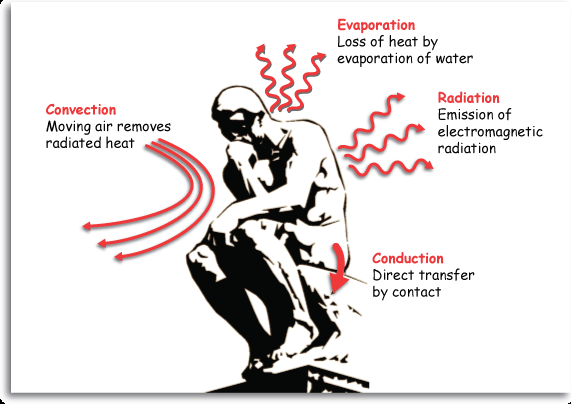 Evaporation
Loss of heat by
evaporation of water
Convection
Moving air removes
radiated heat
Radiation
Emission of
electromagnetic
radiation
Conduction
Direct transfer
by contact